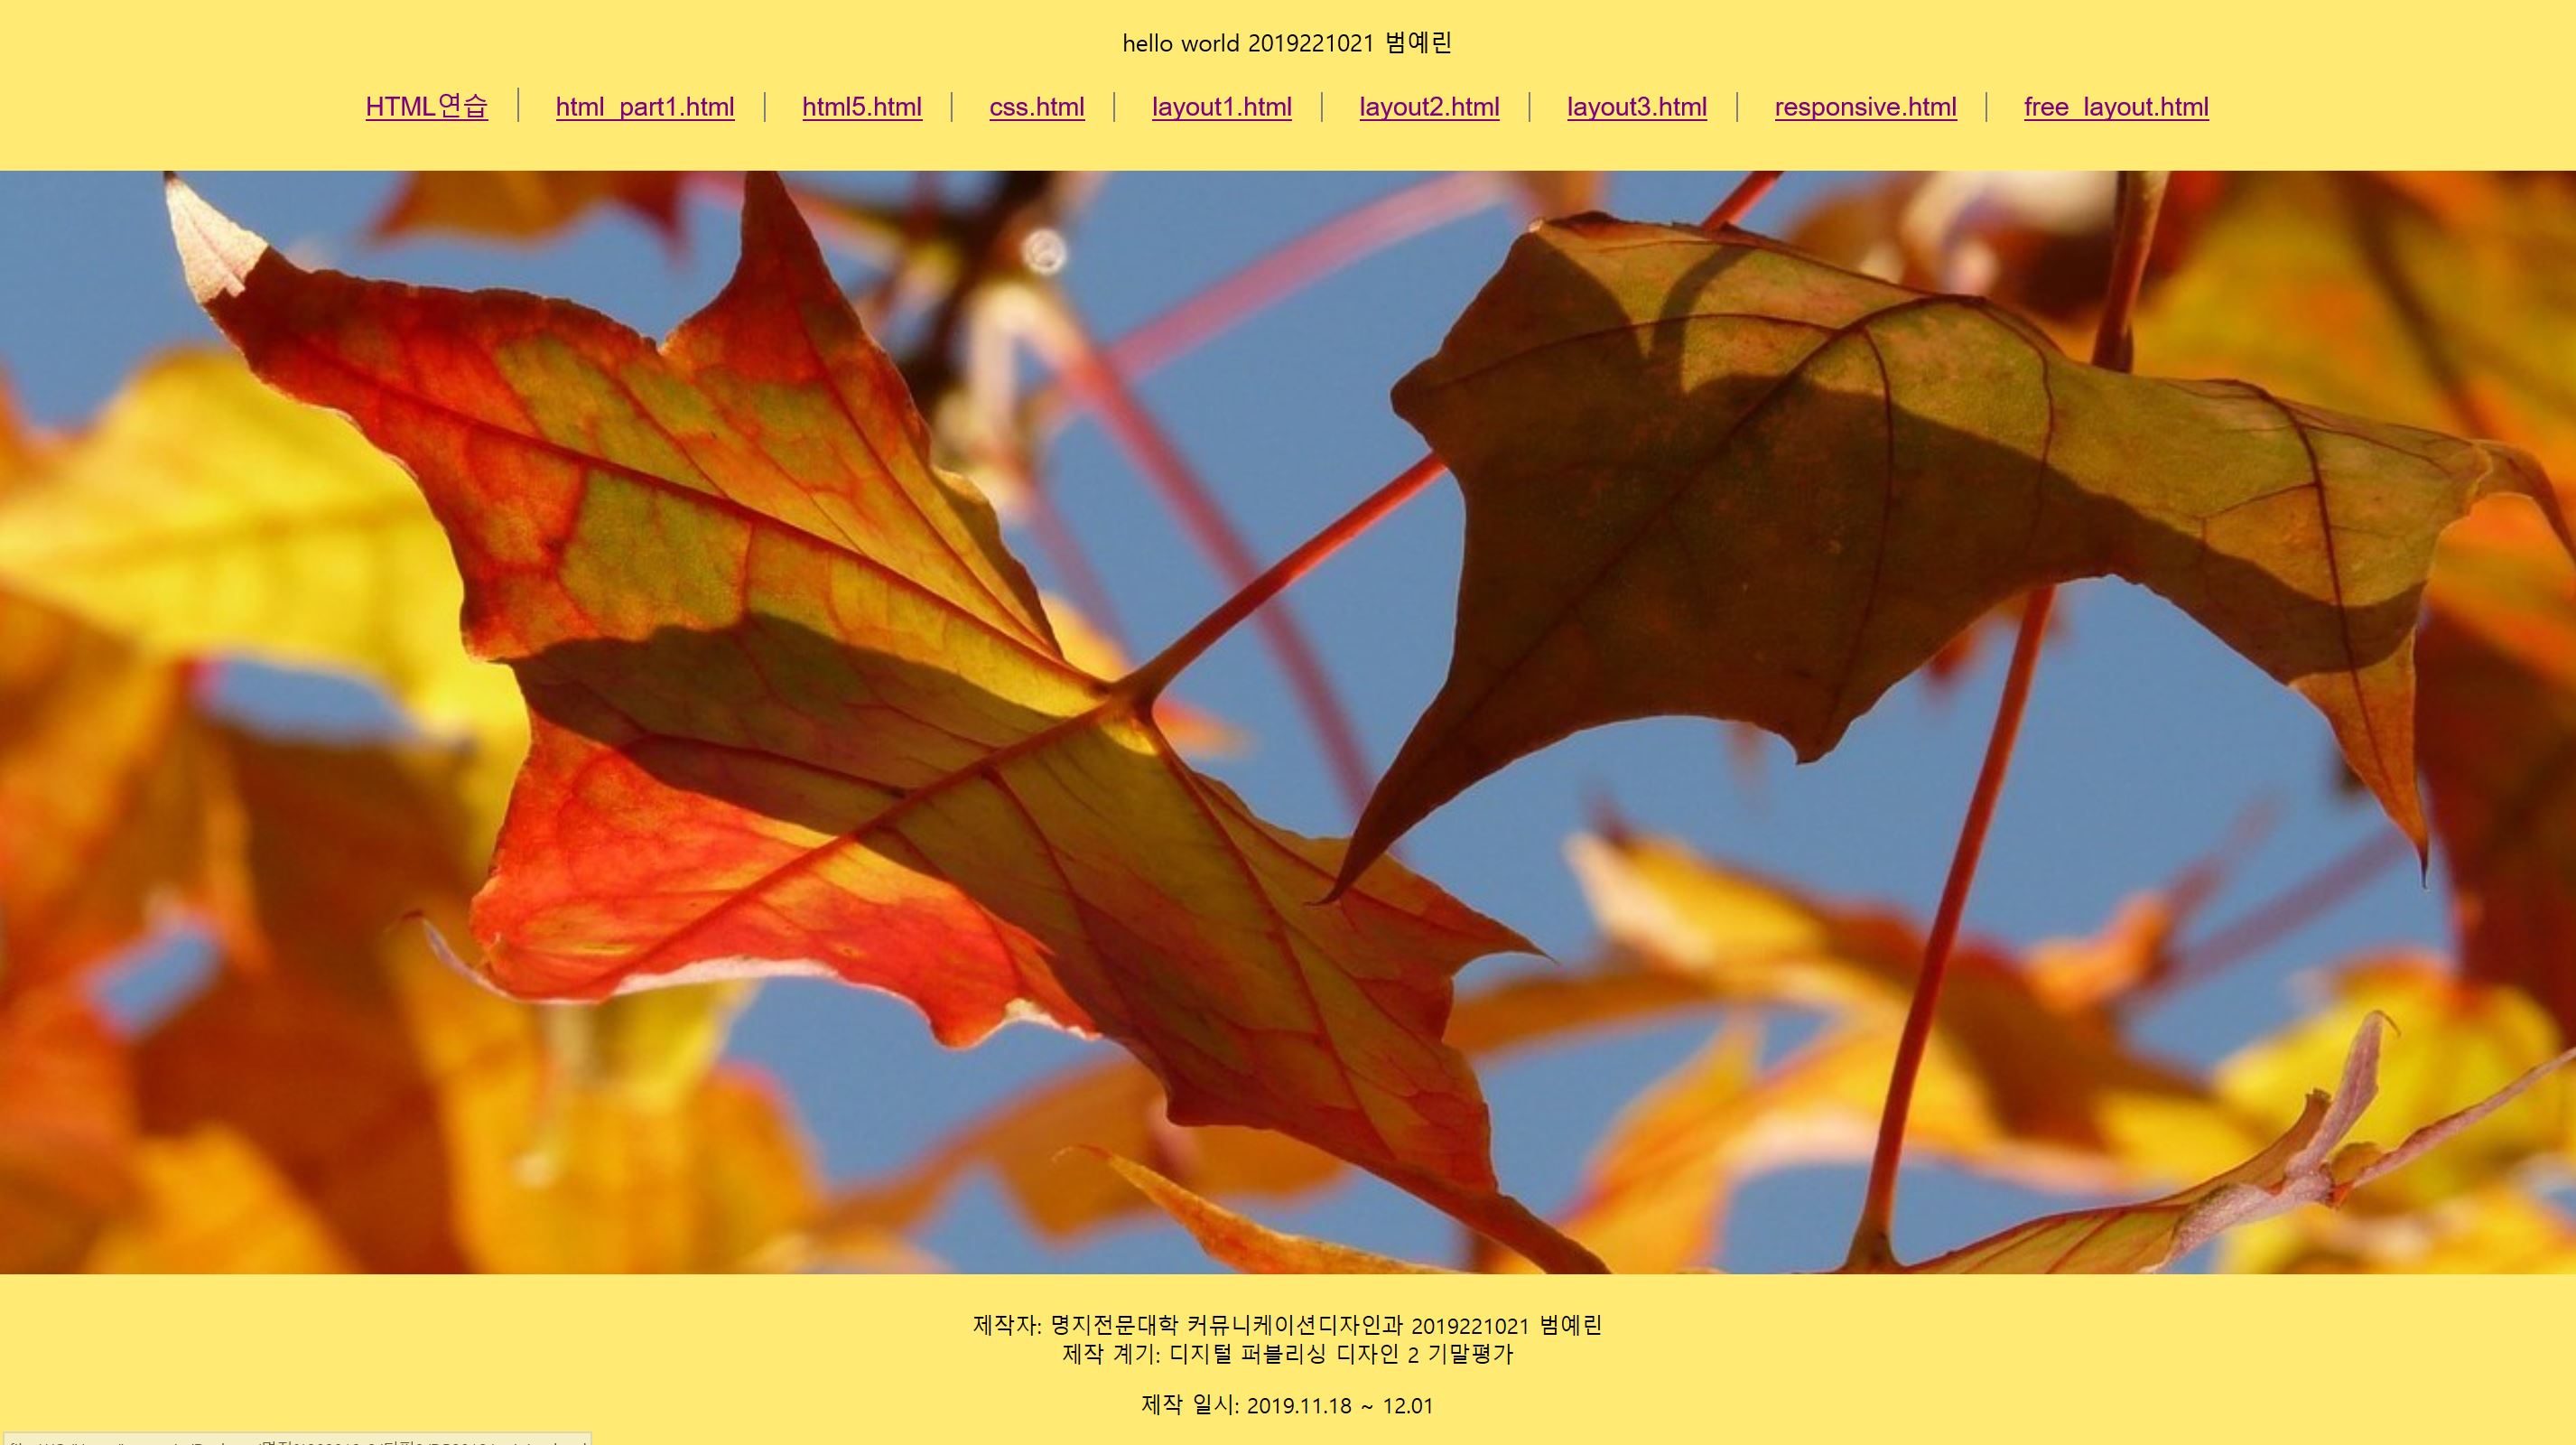 hello world 2019221021 범예린
HTML연습 html_part1.html html5.html css.html layout1.html layout2.html layout3.html responsive.html free_layout.html
제작자: 명지전문대학 커뮤니케이션디자인과 2019221021 범예린
제작 계기: 디지털 퍼블리싱 디자인 2 기말평가
제작 일시: 2019.11.18 ~ 12.01